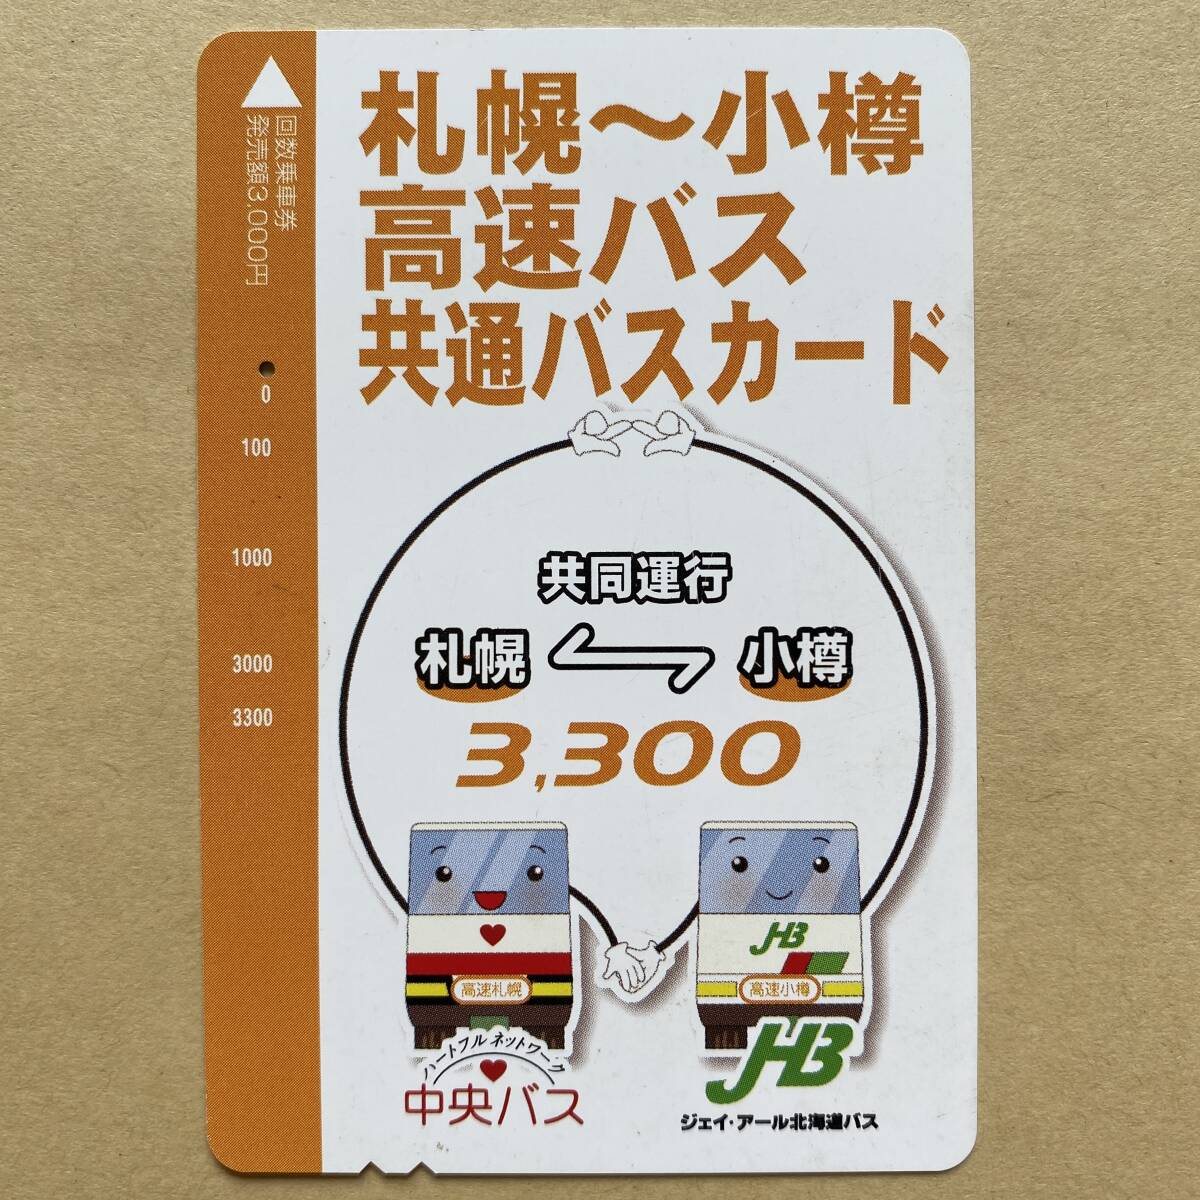 札幌～小樽
高速バス
共通バスカード
回数乗車券
発売額3,000円
0
100
1000
3000
3300
共同運行
札幌 小樽
3,300
JHB
高速札幌
高速小樽
ハートフルネットワーク
中央バス
JHB
ジェイ・アール北海道バス